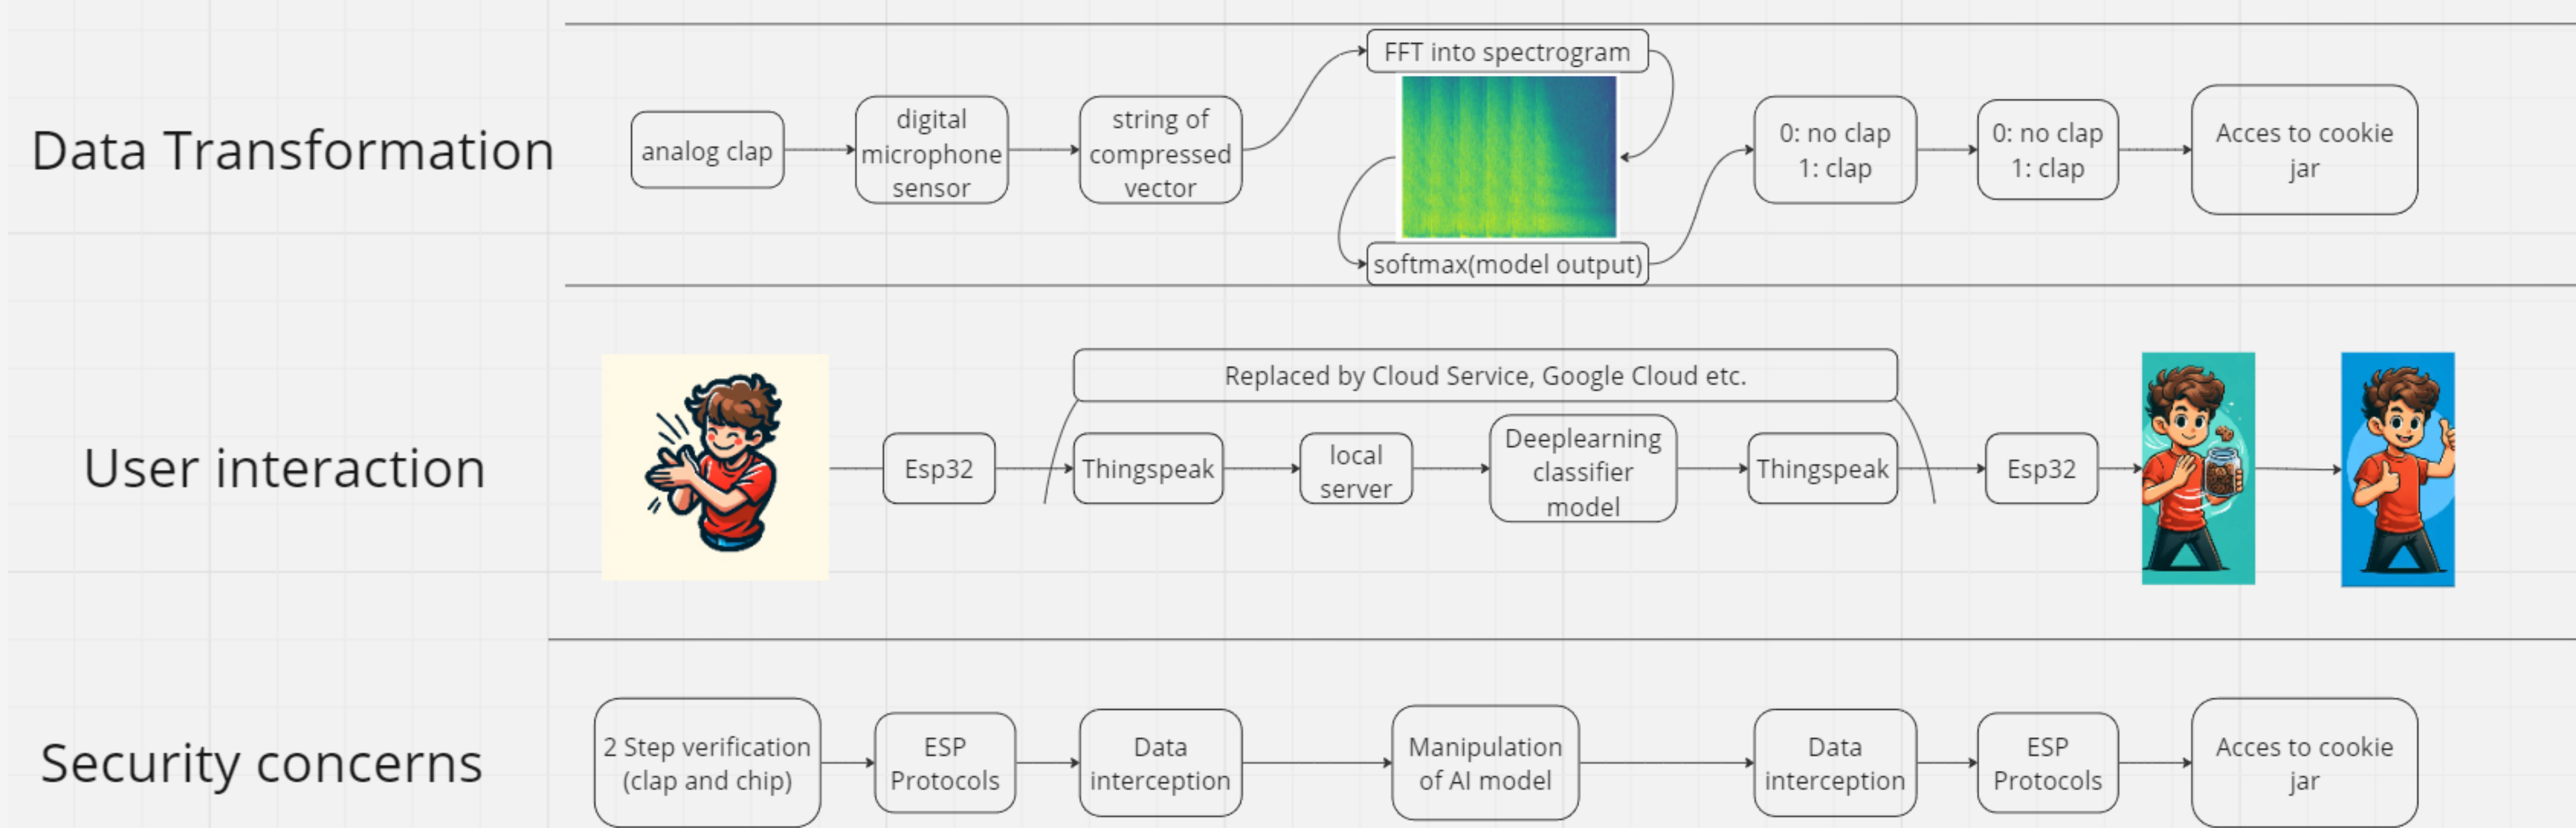 Data Transformation
analog clap
digital
microphone
sensor
string of
compressed
vector
FFT into spectrogram
softmax(model output)
0: no clap
1: clap
0: no clap
1: clap
Acces to cookie
jar
User interaction
Esp32
Replaced by Cloud Service, Google Cloud etc.
Thingspeak
local
server
Deeplearning
classifier
model
Thingspeak
Esp32
Security concerns
2 Step verification
(clap and chip)
ESP
Protocols
Data
interception
Manipulation
of AI model
Data
interception
ESP
Protocols
Acces to cookie
jar